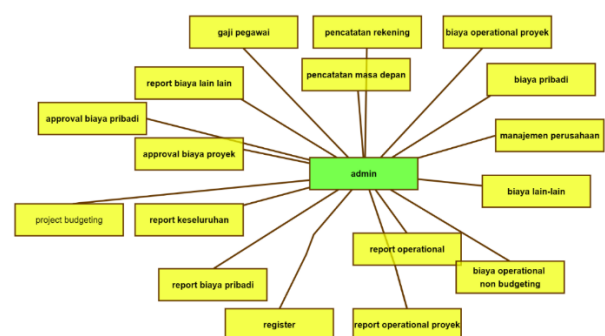 gaji pegawai
pencatatan rekening
biaya operasional proyek
report biaya lain lain
pencatatan masa depan
biaya pribadi
approval biaya pribadi
manajemen perusahaan
approval biaya proyek
admin
biaya lain-lain
project budgeting
report keseluruhan
report operational
biaya operational
non budgeting
report biaya pribadi
register
report operasional proyek